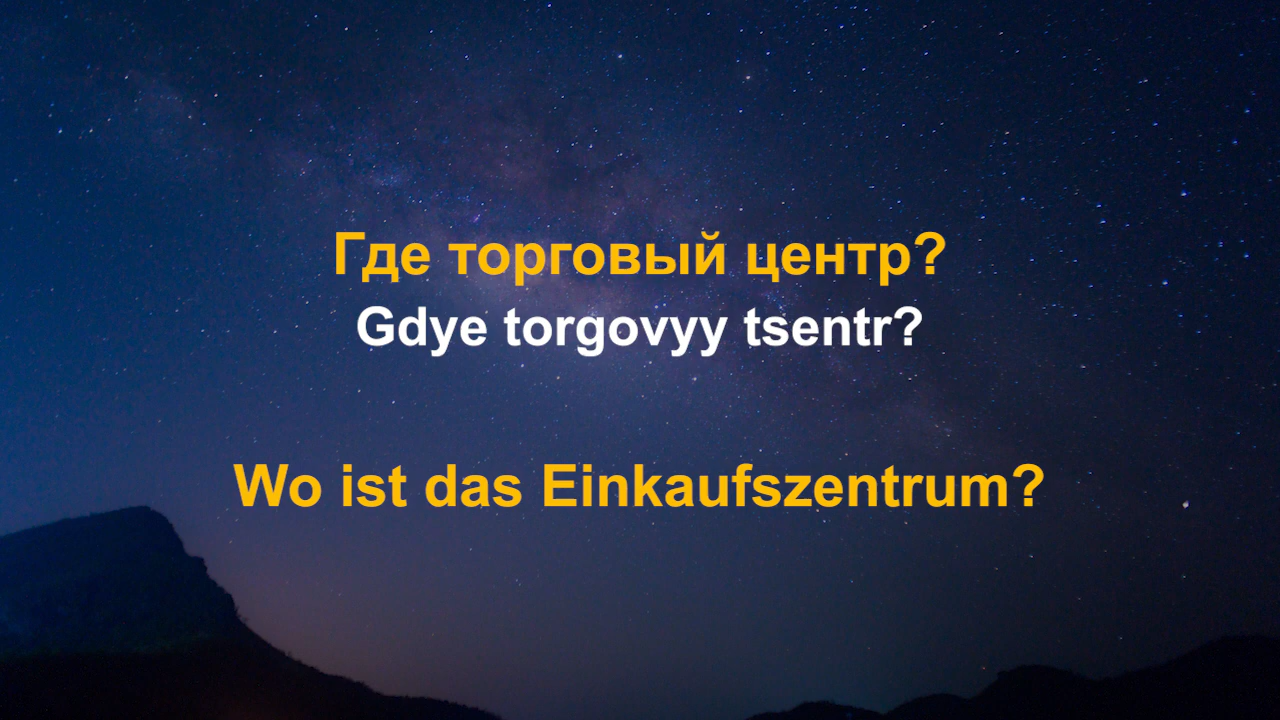 Где торговый центр?
Gdye torgovyy tsentr?
Wo ist das Einkaufszentrum?